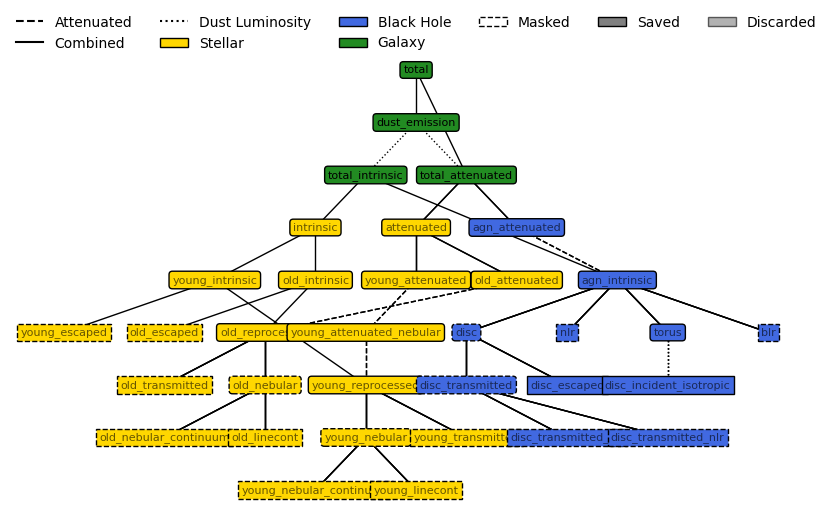 Attenuated Dust Luminosity Black Hole Masked Saved Discarded
Combined Stellar Galaxy
total
dust_emission
total_intrinsic total_attenuated
intrinsic attenuated agn_attenuated
young_intrinsic old_intrinsic young_attenuated old_attenuated agn_intrinsic
young_escaped old_escaped old_reproces young_attenuated_nebular disc nlr torus blr
old_transmitted old_nebular young_reprocessed disc_transmitted disc_escaped disc_incident_isotropic
old_nebular_continuum old_linecont young_nebular young_transmitt disc_transmitted_ disc_transmitted_nlr
young_nebular_continu young_linecont